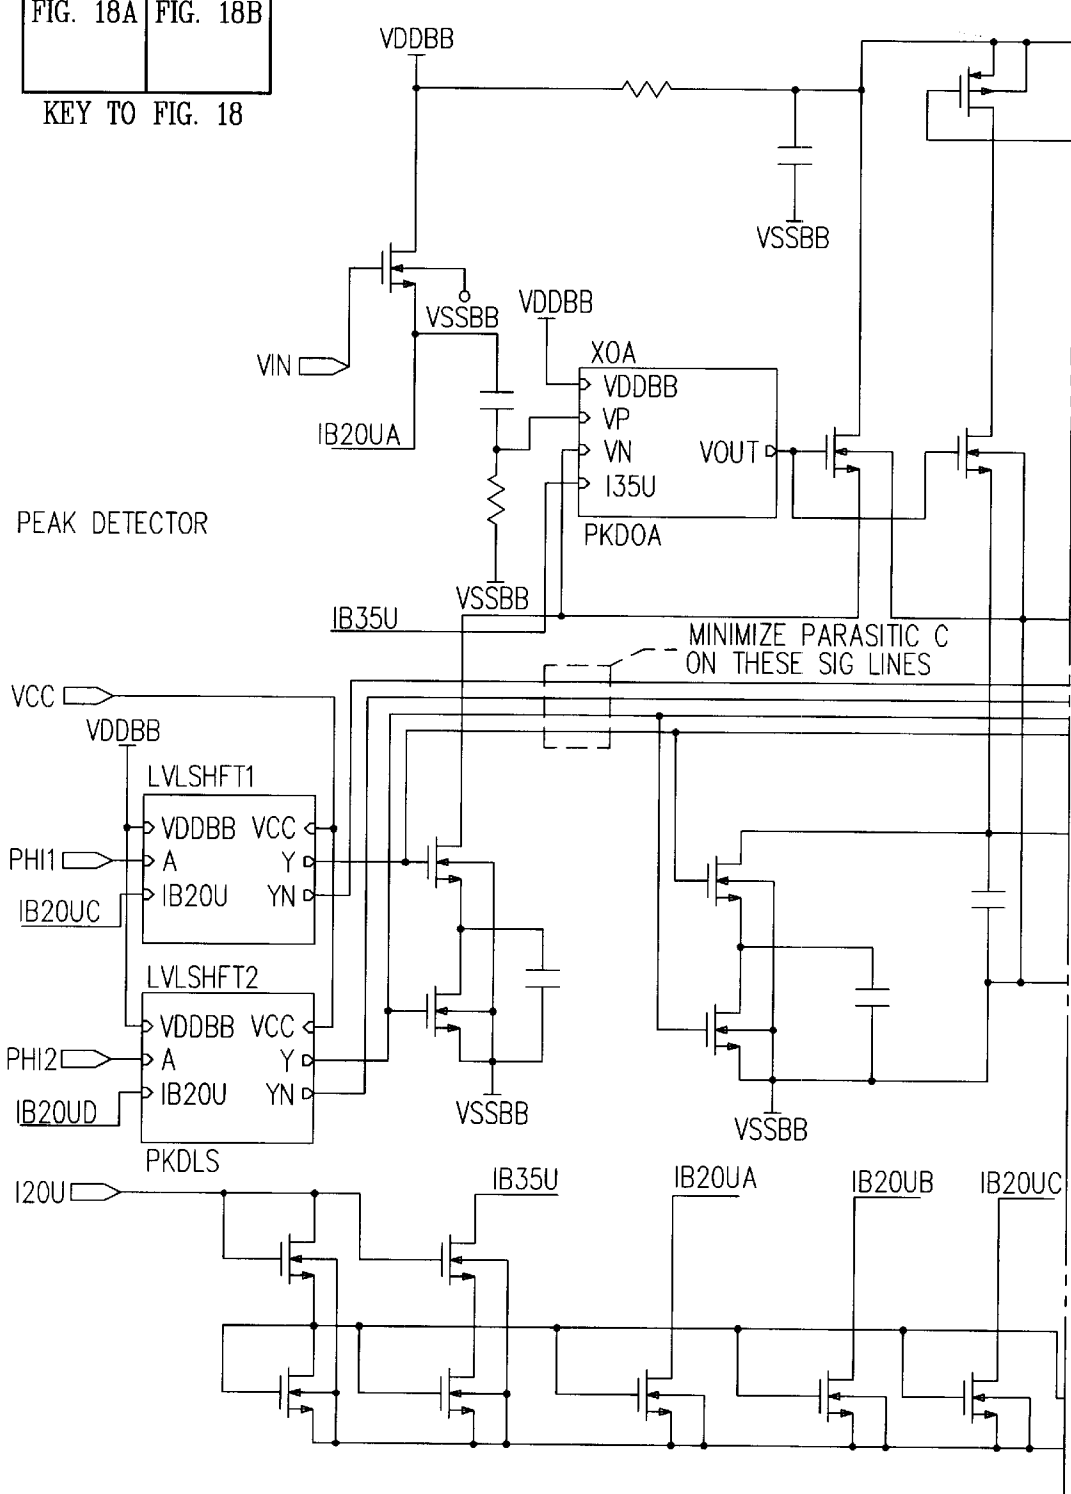 FIG. 18A FIG. 18B
KEY TO FIG. 18
VDDBB
VSSBB
VSSBB
VDDBB
VIN
X0A
VDDBB
VP
IB20UA
VN VOUT
I35U
PEAK DETECTOR
PKDOA
VSSBB
IB35U
MINIMIZE PARASITIC C
ON THESE SIG LINES
VCC
VDDBB
LVLSHFT1
VDDBB VCC
PHI1 A Y
IB20U YN
IB20UC
LVLSHFT2
VDDBB VCC
PHI2 A Y
IB20U YN
IB20UD
VSSBB
VSSBB
PKDLS
I20U
IB35U
IB20UA
IB20UB
IB20UC